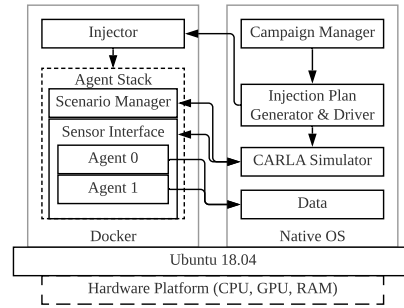 Injector
Agent Stack
Scenario Manager
Sensor Interface
Agent 0
Agent 1
Docker
Campaign Manager
Injection Plan
Generator & Driver
CARLA Simulator
Data
Native OS
Ubuntu 18.04
Hardware Platform (CPU, GPU, RAM)